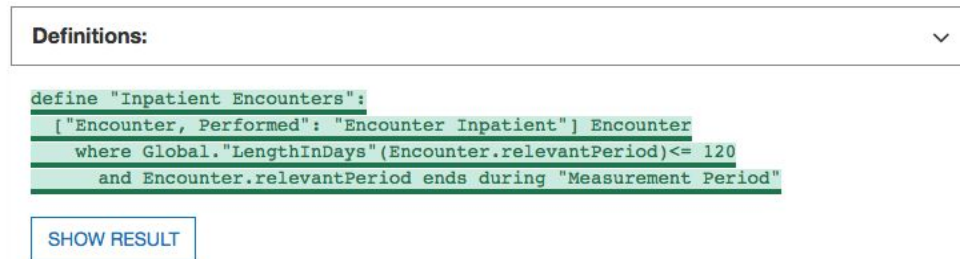 Definitions:
define "Inpatient Encounters":
["Encounter, Performed": "Encounter Inpatient"] Encounter
where Global."LengthInDays"(Encounter.relevantPeriod)<= 120
and Encounter.relevantPeriod ends during "Measurement Period"
SHOW RESULT